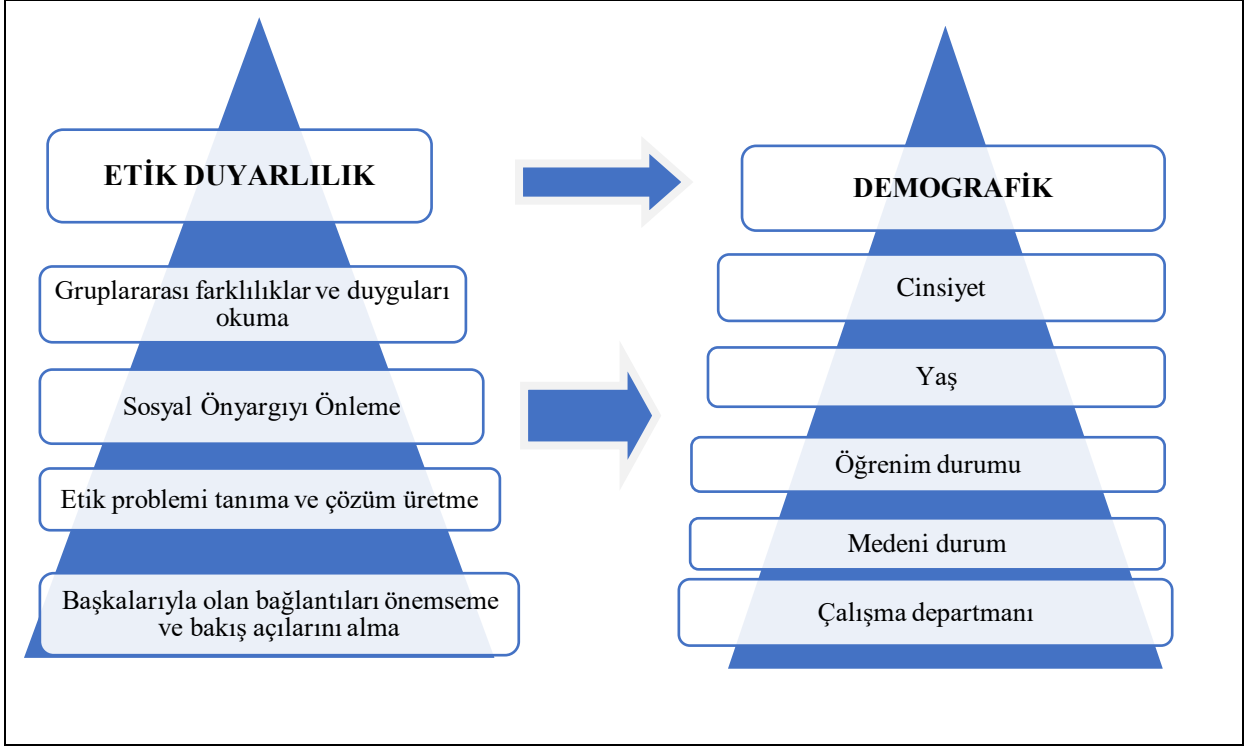 ETİK DUYARLILIK
Gruplararası farklılıklar ve duyguları
okuma
Sosyal Önyargıyı Önleme
Etik problemi tanıma ve çözüm üretme
Başkalarıyla olan bağlantıları önemseme
ve bakış açılarını alma
DEMOGRAFİK
Cinsiyet
Yaş
Öğrenim durumu
Medeni durum
Çalışma departmanı